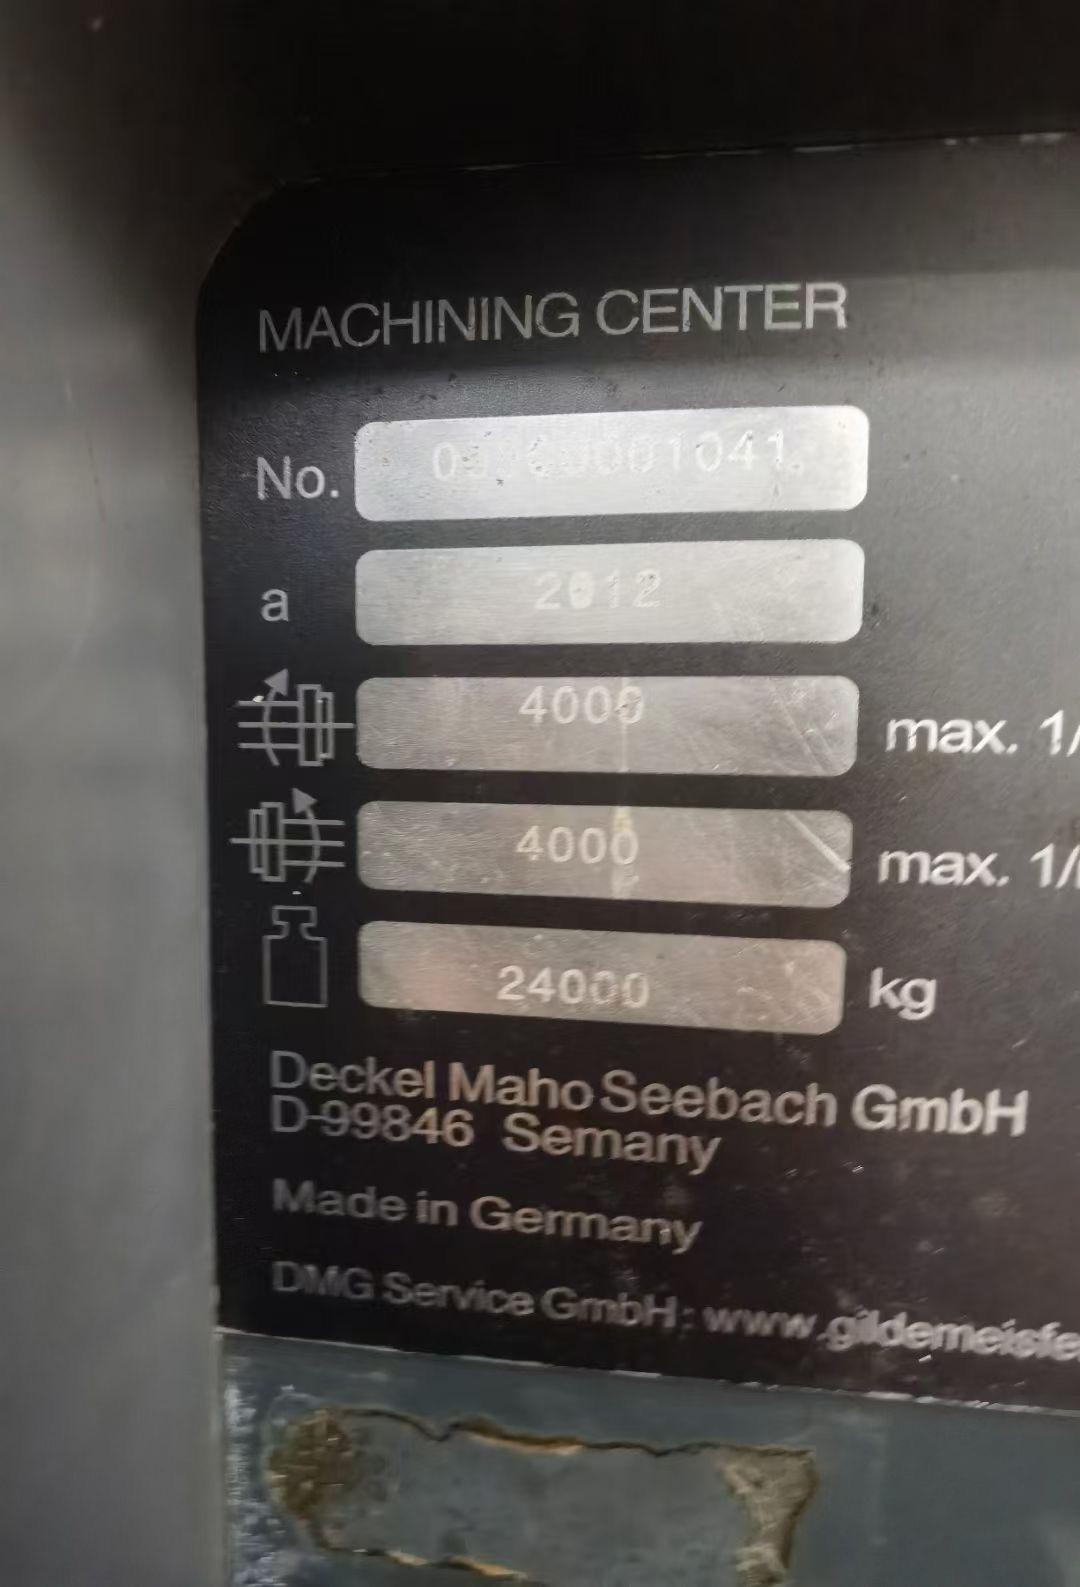 MACHINING CENTER
No.
a 2012
4000 max. 1/
4000 max. 1/
24000 kg
Deckel Maho Seebach GmbH
D-99846 Semany
Made in Germany
DMG Service GmbH: www.gildemeiste